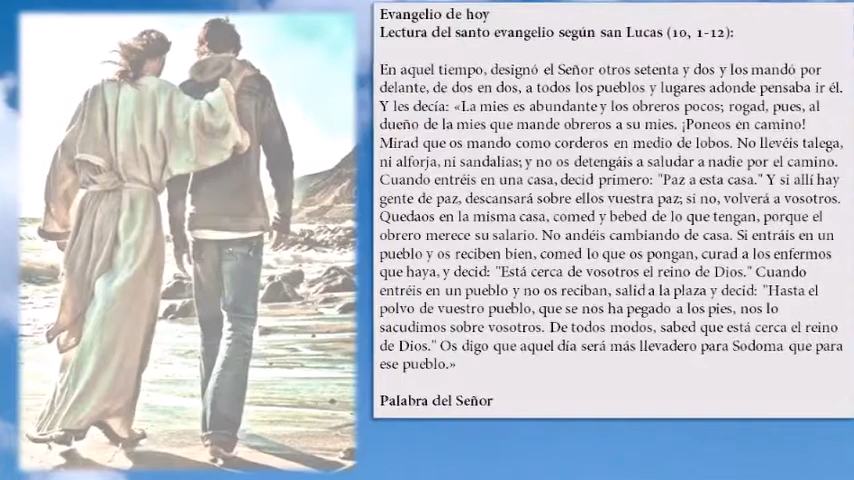 Evangelio de hoy
Lectura del santo evangelio según san Lucas (10, 1-12):
En aquel tiempo, designó el Señor otros setenta y dos y los mandó por
delante, de dos en dos, a todos los pueblos y lugares adonde pensaba ir él.
Y les decía: «La mies es abundante y los obreros pocos; rogad, pues, al
dueño de la mies que mande obreros a su mies. ¡Poneos en camino!
Mirad que os mando como corderos en medio de lobos. No llevéis talega,
ni alforja, ni sandalias; y no os detengáis a saludar a nadie por el camino.
Cuando entréis en una casa, decid primero: "Paz a esta casa." Y si allí hay
gente de paz, descansará sobre ellos vuestra paz; si no, volverá a vosotros.
Quedaos en la misma casa, comed y bebed de lo que tengan, porque el
obrero merece su salario. No andéis cambiando de casa. Si entráis en un
pueblo y os reciben bien, comed lo que os pongan, curad a los enfermos
que haya, y decid: "Está cerca de vosotros el reino de Dios." Cuando
entréis en un pueblo y no os reciban, salid a la plaza y decid: "Hasta el
polvo de vuestro pueblo, que se nos ha pegado a los pies, nos lo
sacudimos sobre vosotros. De todos modos, sabed que está cerca el reino
de Dios." Os digo que aquel día será más llevadero para Sodoma que para
ese pueblo.»
Palabra del Señor